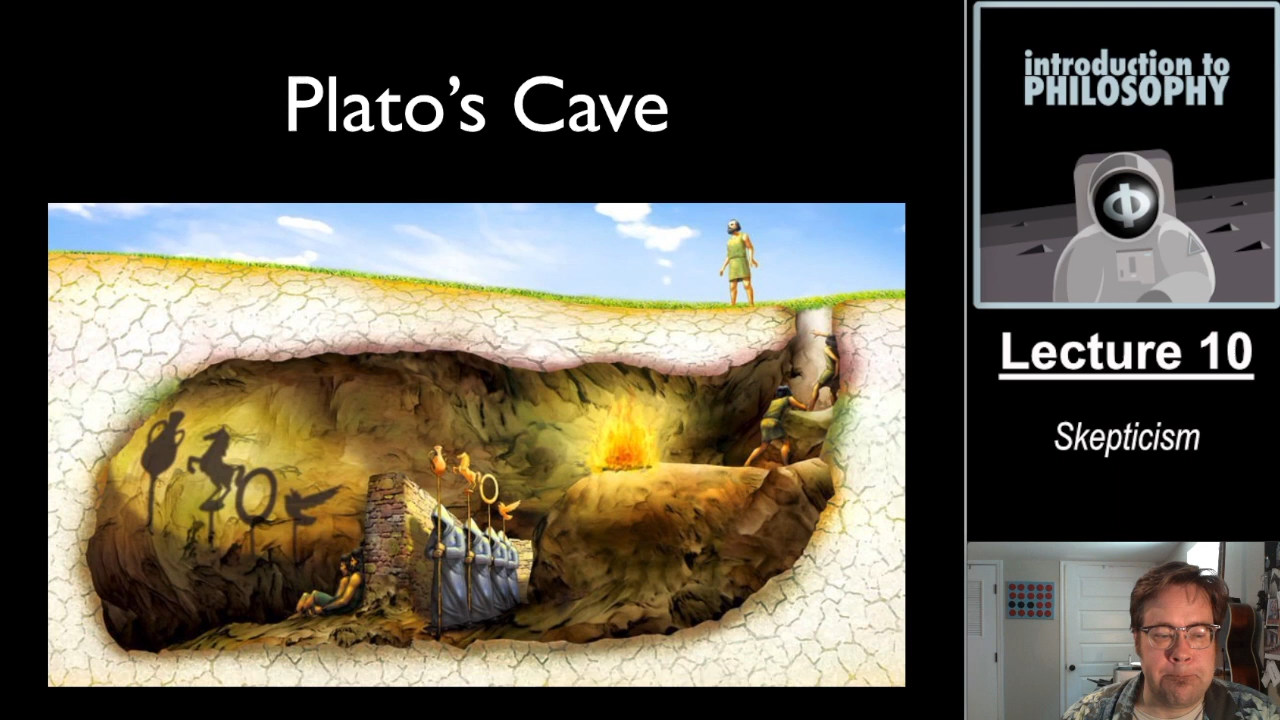 Plato’s Cave
introduction to
PHILOSOPHY
Φ
Lecture 10
Skepticism